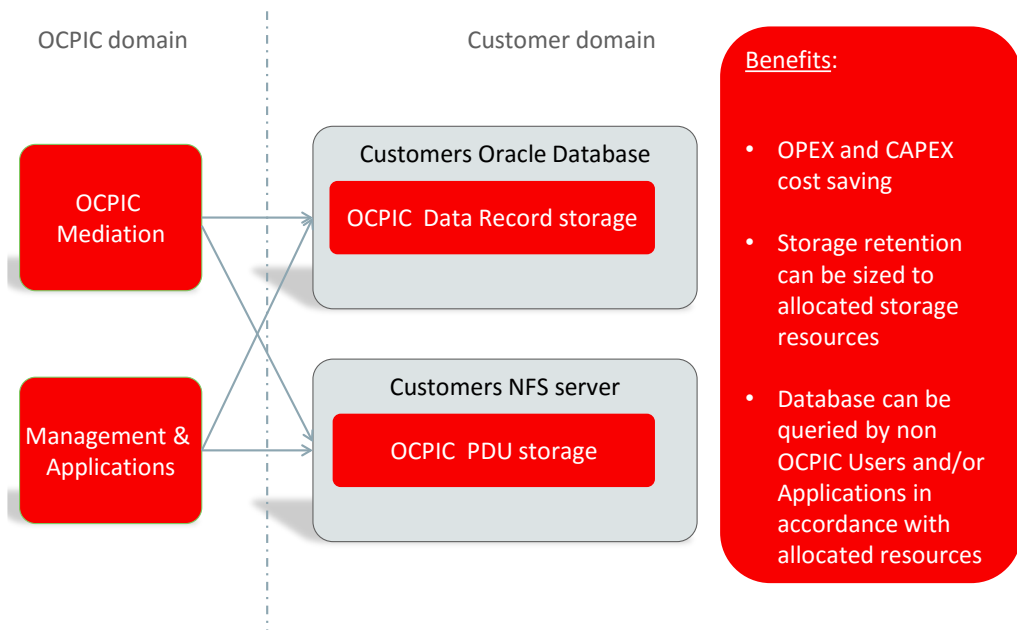 OCPIC domain
Customer domain
OCPIC
Mediation
Management &
Applications
Customers Oracle Database
OCPIC  Data Record storage
Customers NFS server
OCPIC  PDU storage
Benefits:
• OPEX and CAPEX
cost saving
• Storage retention
can be sized to
allocated storage
resources
• Database can be
queried by non
OCPIC Users and/or
Applications in
accordance with
allocated resources